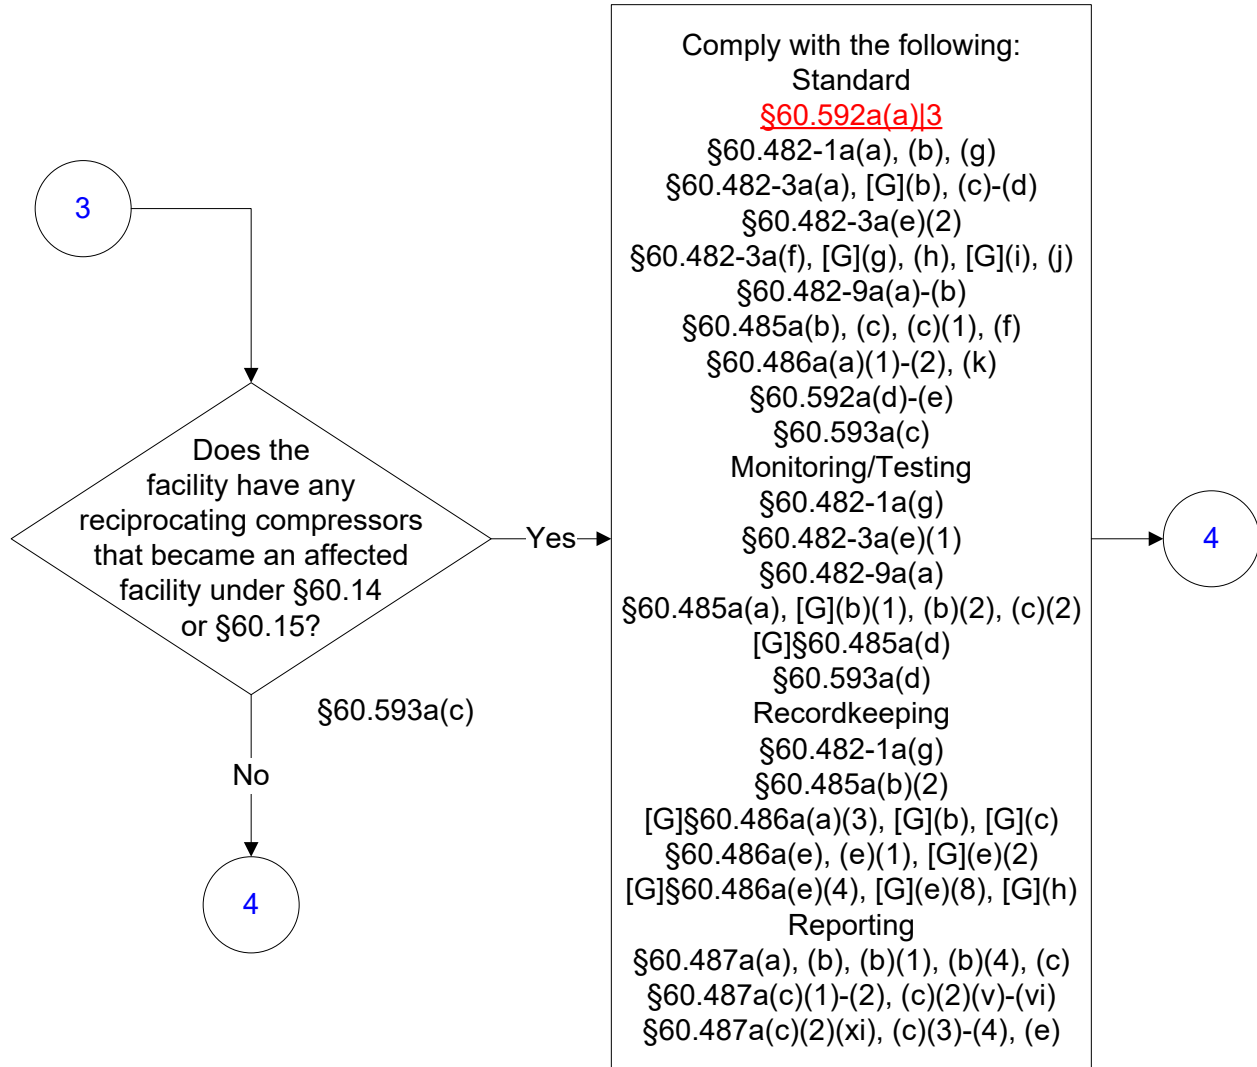 3
Does the
facility have any
reciprocating compressors
that became an affected
facility under §60.14
or §60.15?
§60.593a(c)
No
4
Yes
Comply with the following:
Standard
§60.592a(a)|3
§60.482-1a(a), (b), (g)
§60.482-3a(a), [G](b), (c)-(d)
§60.482-3a(e)(2)
§60.482-3a(f), [G](g), (h), [G](i), (j)
§60.482-9a(a)-(b)
§60.485a(b), (c), (c)(1), (f)
§60.486a(a)(1)-(2), (k)
§60.592a(d)-(e)
§60.593a(c)
Monitoring/Testing
§60.482-1a(g)
§60.482-3a(e)(1)
§60.482-9a(a)
§60.485a(a), [G](b)(1), (b)(2), (c)(2)
[G]§60.485a(d)
§60.593a(d)
Recordkeeping
§60.482-1a(g)
§60.485a(b)(2)
[G]§60.486a(a)(3), [G](b), [G](c)
§60.486a(e), (e)(1), [G](e)(2)
[G]§60.486a(e)(4), [G](e)(8), [G](h)
Reporting
§60.487a(a), (b), (b)(1), (b)(4), (c)
§60.487a(c)(1)-(2), (c)(2)(v)-(vi)
§60.487a(c)(2)(xi), (c)(3)-(4), (e)
4